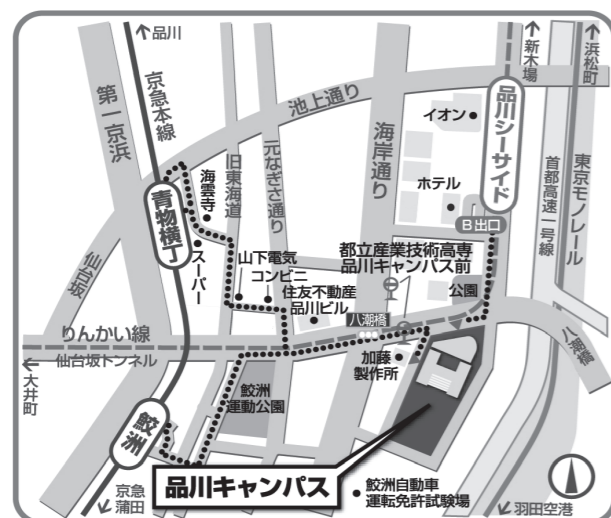 品川
京急本線
第一京浜
池上通り
旧東海道
元なぎさ通り
海岸通り
新木場
浜松町
品川シーサイド
首都高速一号線
東京モノレール
イオン
ホテル
B出口
海雲寺
青物横丁
仙台坂
スーパー
山下電気
コンビニ
住友不動産
品川ビル
都立産業技術高専
品川キャンパス前
公園
八潮橋
八潮橋
りんかい線
仙台坂トンネル
大井町
加藤
製作所
鮫洲
運動公園
鮫洲
品川キャンパス
鮫洲自動車
運転免許試験場
京急
蒲田
羽田空港